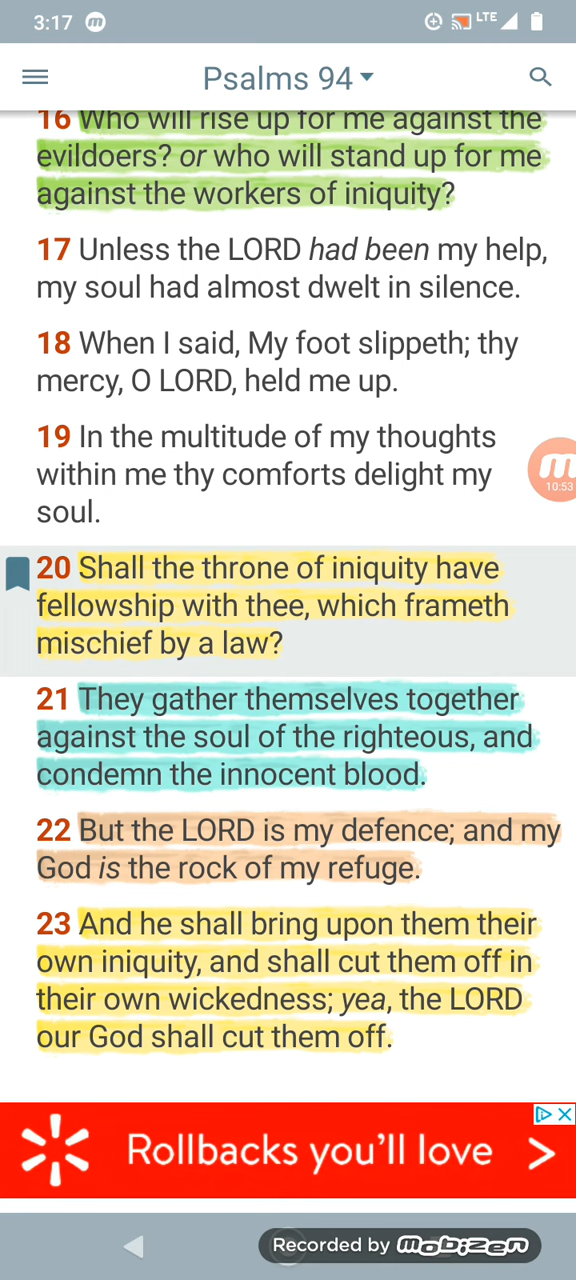 3:17 m LTE
Psalms 94
16 Who will rise up for me against the
evildoers? or who will stand up for me
against the workers of iniquity?
17 Unless the LORD had been my help,
my soul had almost dwelt in silence.
18 When I said, My foot slippeth; thy
mercy, O LORD, held me up.
19 In the multitude of my thoughts
within me thy comforts delight my
soul.
m
10:53
20 Shall the throne of iniquity have
fellowship with thee, which frameth
mischief by a law?
21 They gather themselves together
against the soul of the righteous, and
condemn the innocent blood.
22 But the LORD is my defence; and my
God is the rock of my refuge.
23 And he shall bring upon them their
own iniquity, and shall cut them off in
their own wickedness; yea, the LORD
our God shall cut them off.
Rollbacks you'll love
Recorded by mobizen